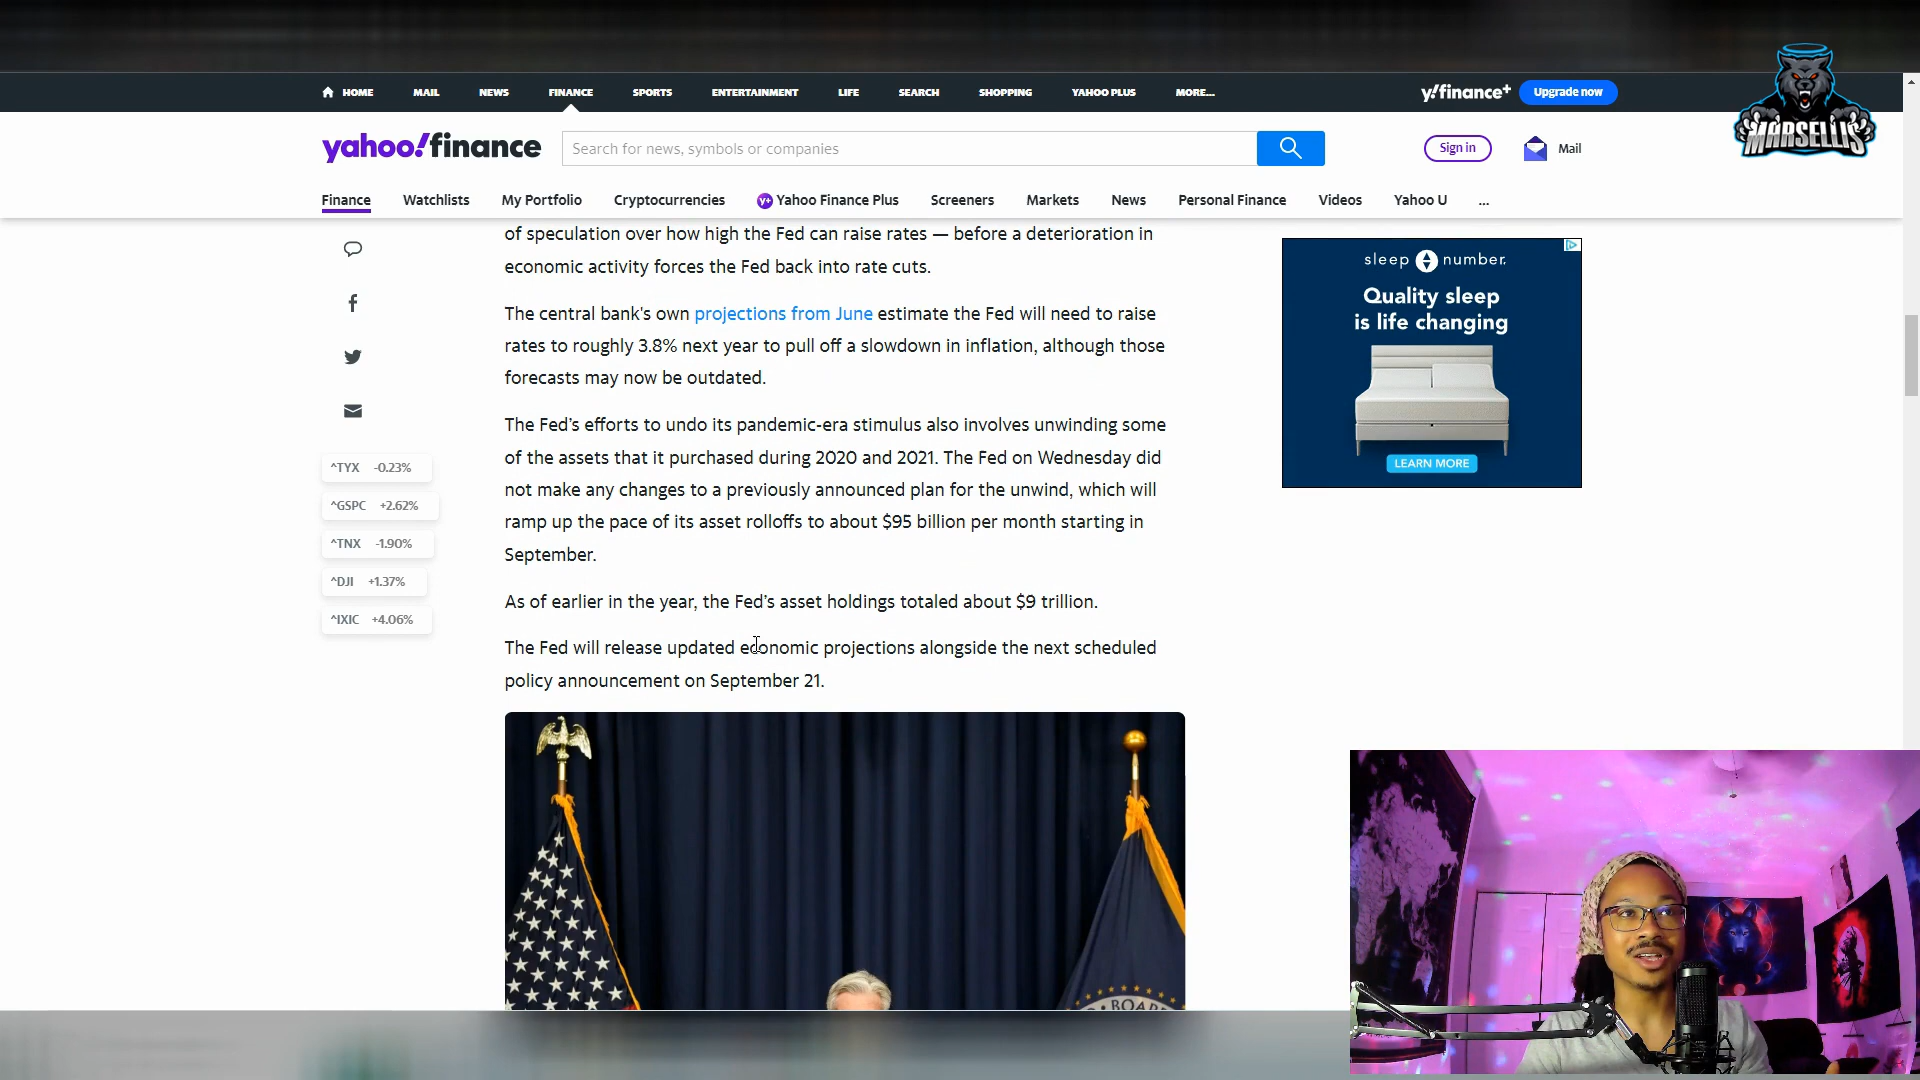 HOME MAIL NEWS FINANCE SPORTS ENTERTAINMENT LIFE SEARCH SHOPPING YAHOO PLUS MORE...
y!finance+ Upgrade now
MARSELLIS
yahoo!finance
Search for news, symbols or companies
Sign in
Mail
Finance Watchlists My Portfolio Cryptocurrencies y+ Yahoo Finance Plus Screeners Markets News Personal Finance Videos Yahoo U ...
of speculation over how high the Fed can raise rates — before a deterioration in
economic activity forces the Fed back into rate cuts.
The central bank's own projections from June estimate the Fed will need to raise
rates to roughly 3.8% next year to pull off a slowdown in inflation, although those
forecasts may now be outdated.
The Fed's efforts to undo its pandemic-era stimulus also involves unwinding some
of the assets that it purchased during 2020 and 2021. The Fed on Wednesday did
not make any changes to a previously announced plan for the unwind, which will
ramp up the pace of its asset rolloffs to about $95 billion per month starting in
September.
As of earlier in the year, the Fed's asset holdings totaled about $9 trillion.
The Fed will release updated economic projections alongside the next scheduled
policy announcement on September 21.
^TYX -0.23%
^GSPC +2.62%
^TNX -1.90%
^DJI +1.37%
^IXIC +4.06%
sleep number.
Quality sleep
is life changing
LEARN MORE
BOARD